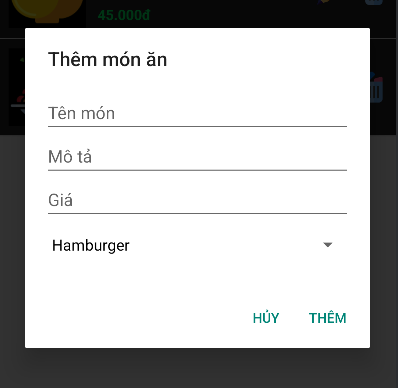 45.000đ
Thêm món ăn
Tên món
Mô tả
Giá
Hamburger
HỦY THÊM